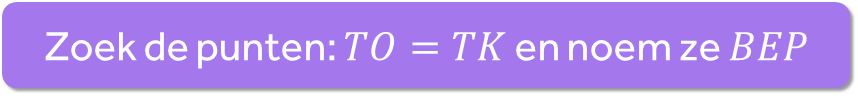 Zoek de punten: TO = TK en noem ze BEP